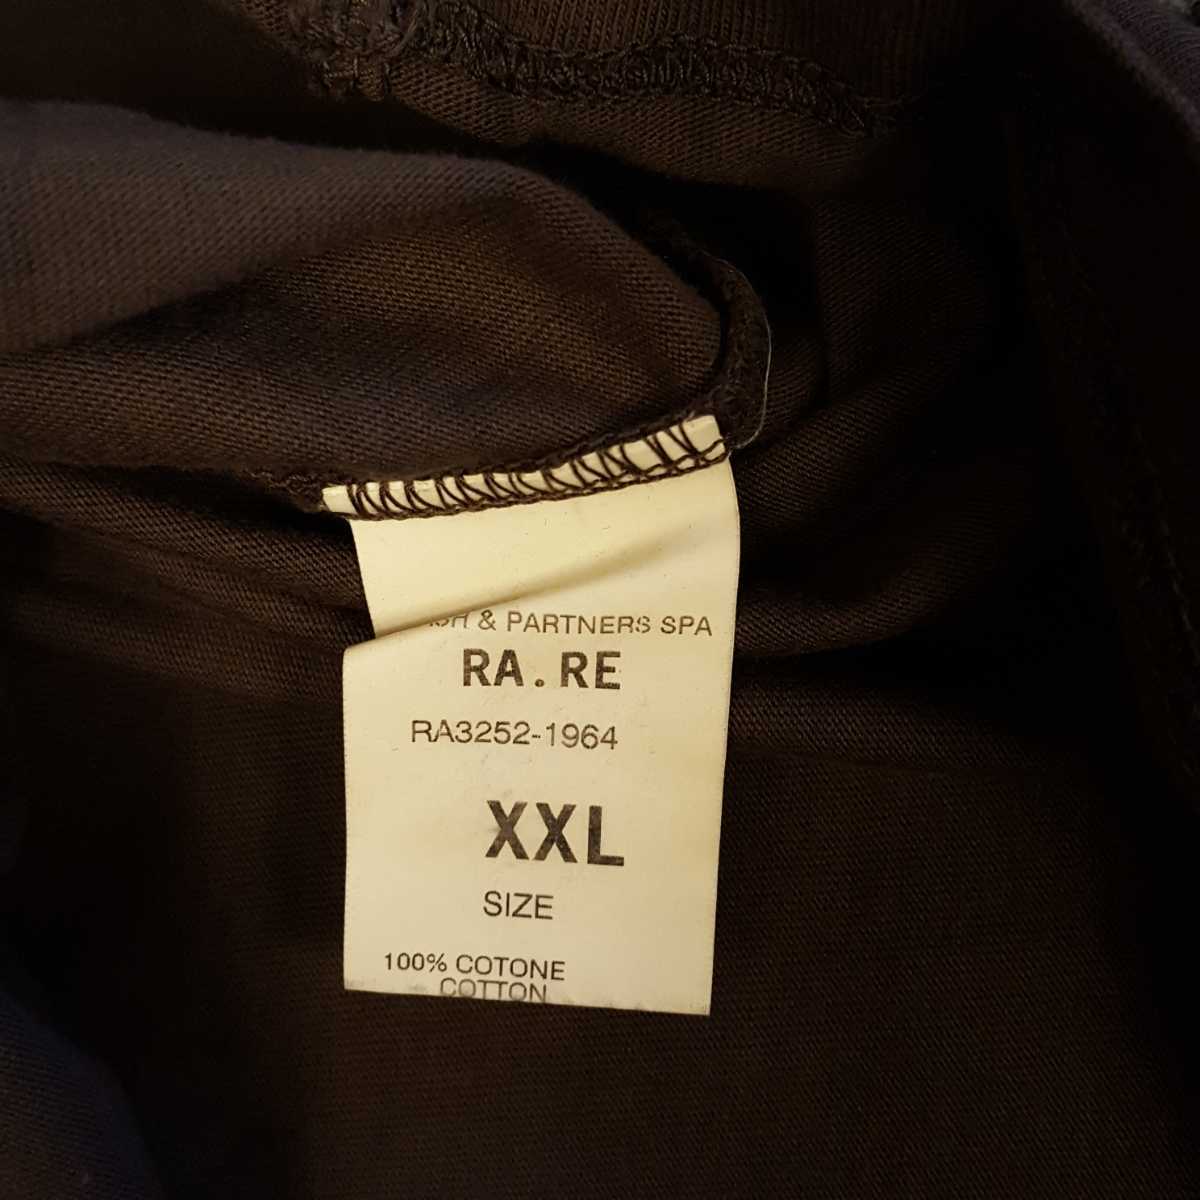 & PARTNERS SPA
RA.RE
RA3252-1964
XXL
SIZE
100% COTONE
COTTON